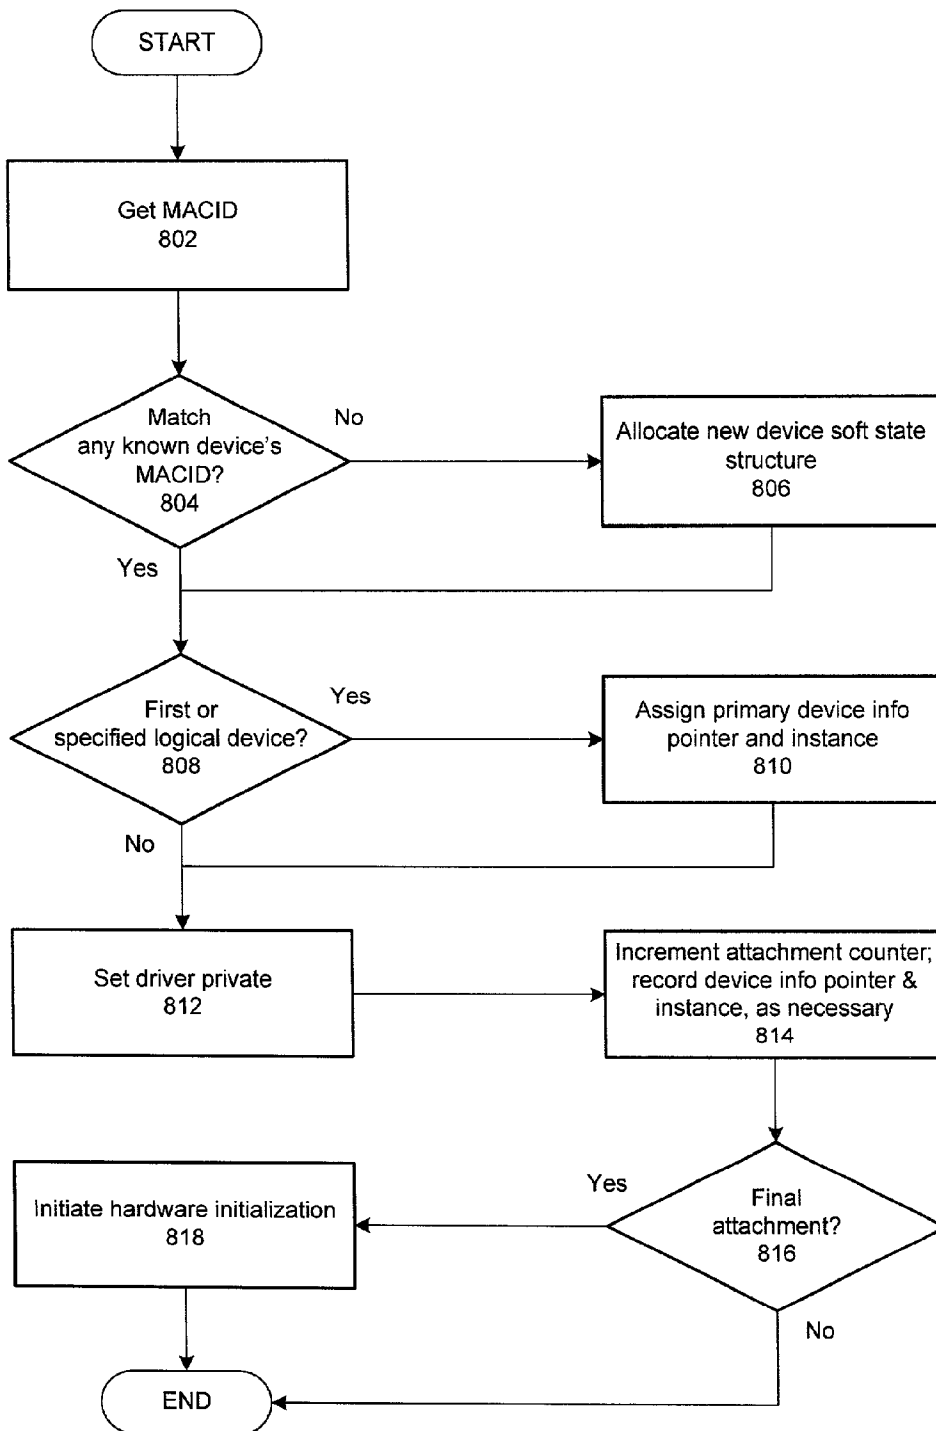 START
Get MACID
802
Match
any known device's
MACID?
804
No
Allocate new device soft state
structure
806
Yes
First or
specified logical device?
808
Yes
Assign primary device info
pointer and instance
810
No
Set driver private
812
Increment attachment counter;
record device info pointer &
instance, as necessary
814
Initiate hardware initialization
818
Yes
Final
attachment?
816
No
END